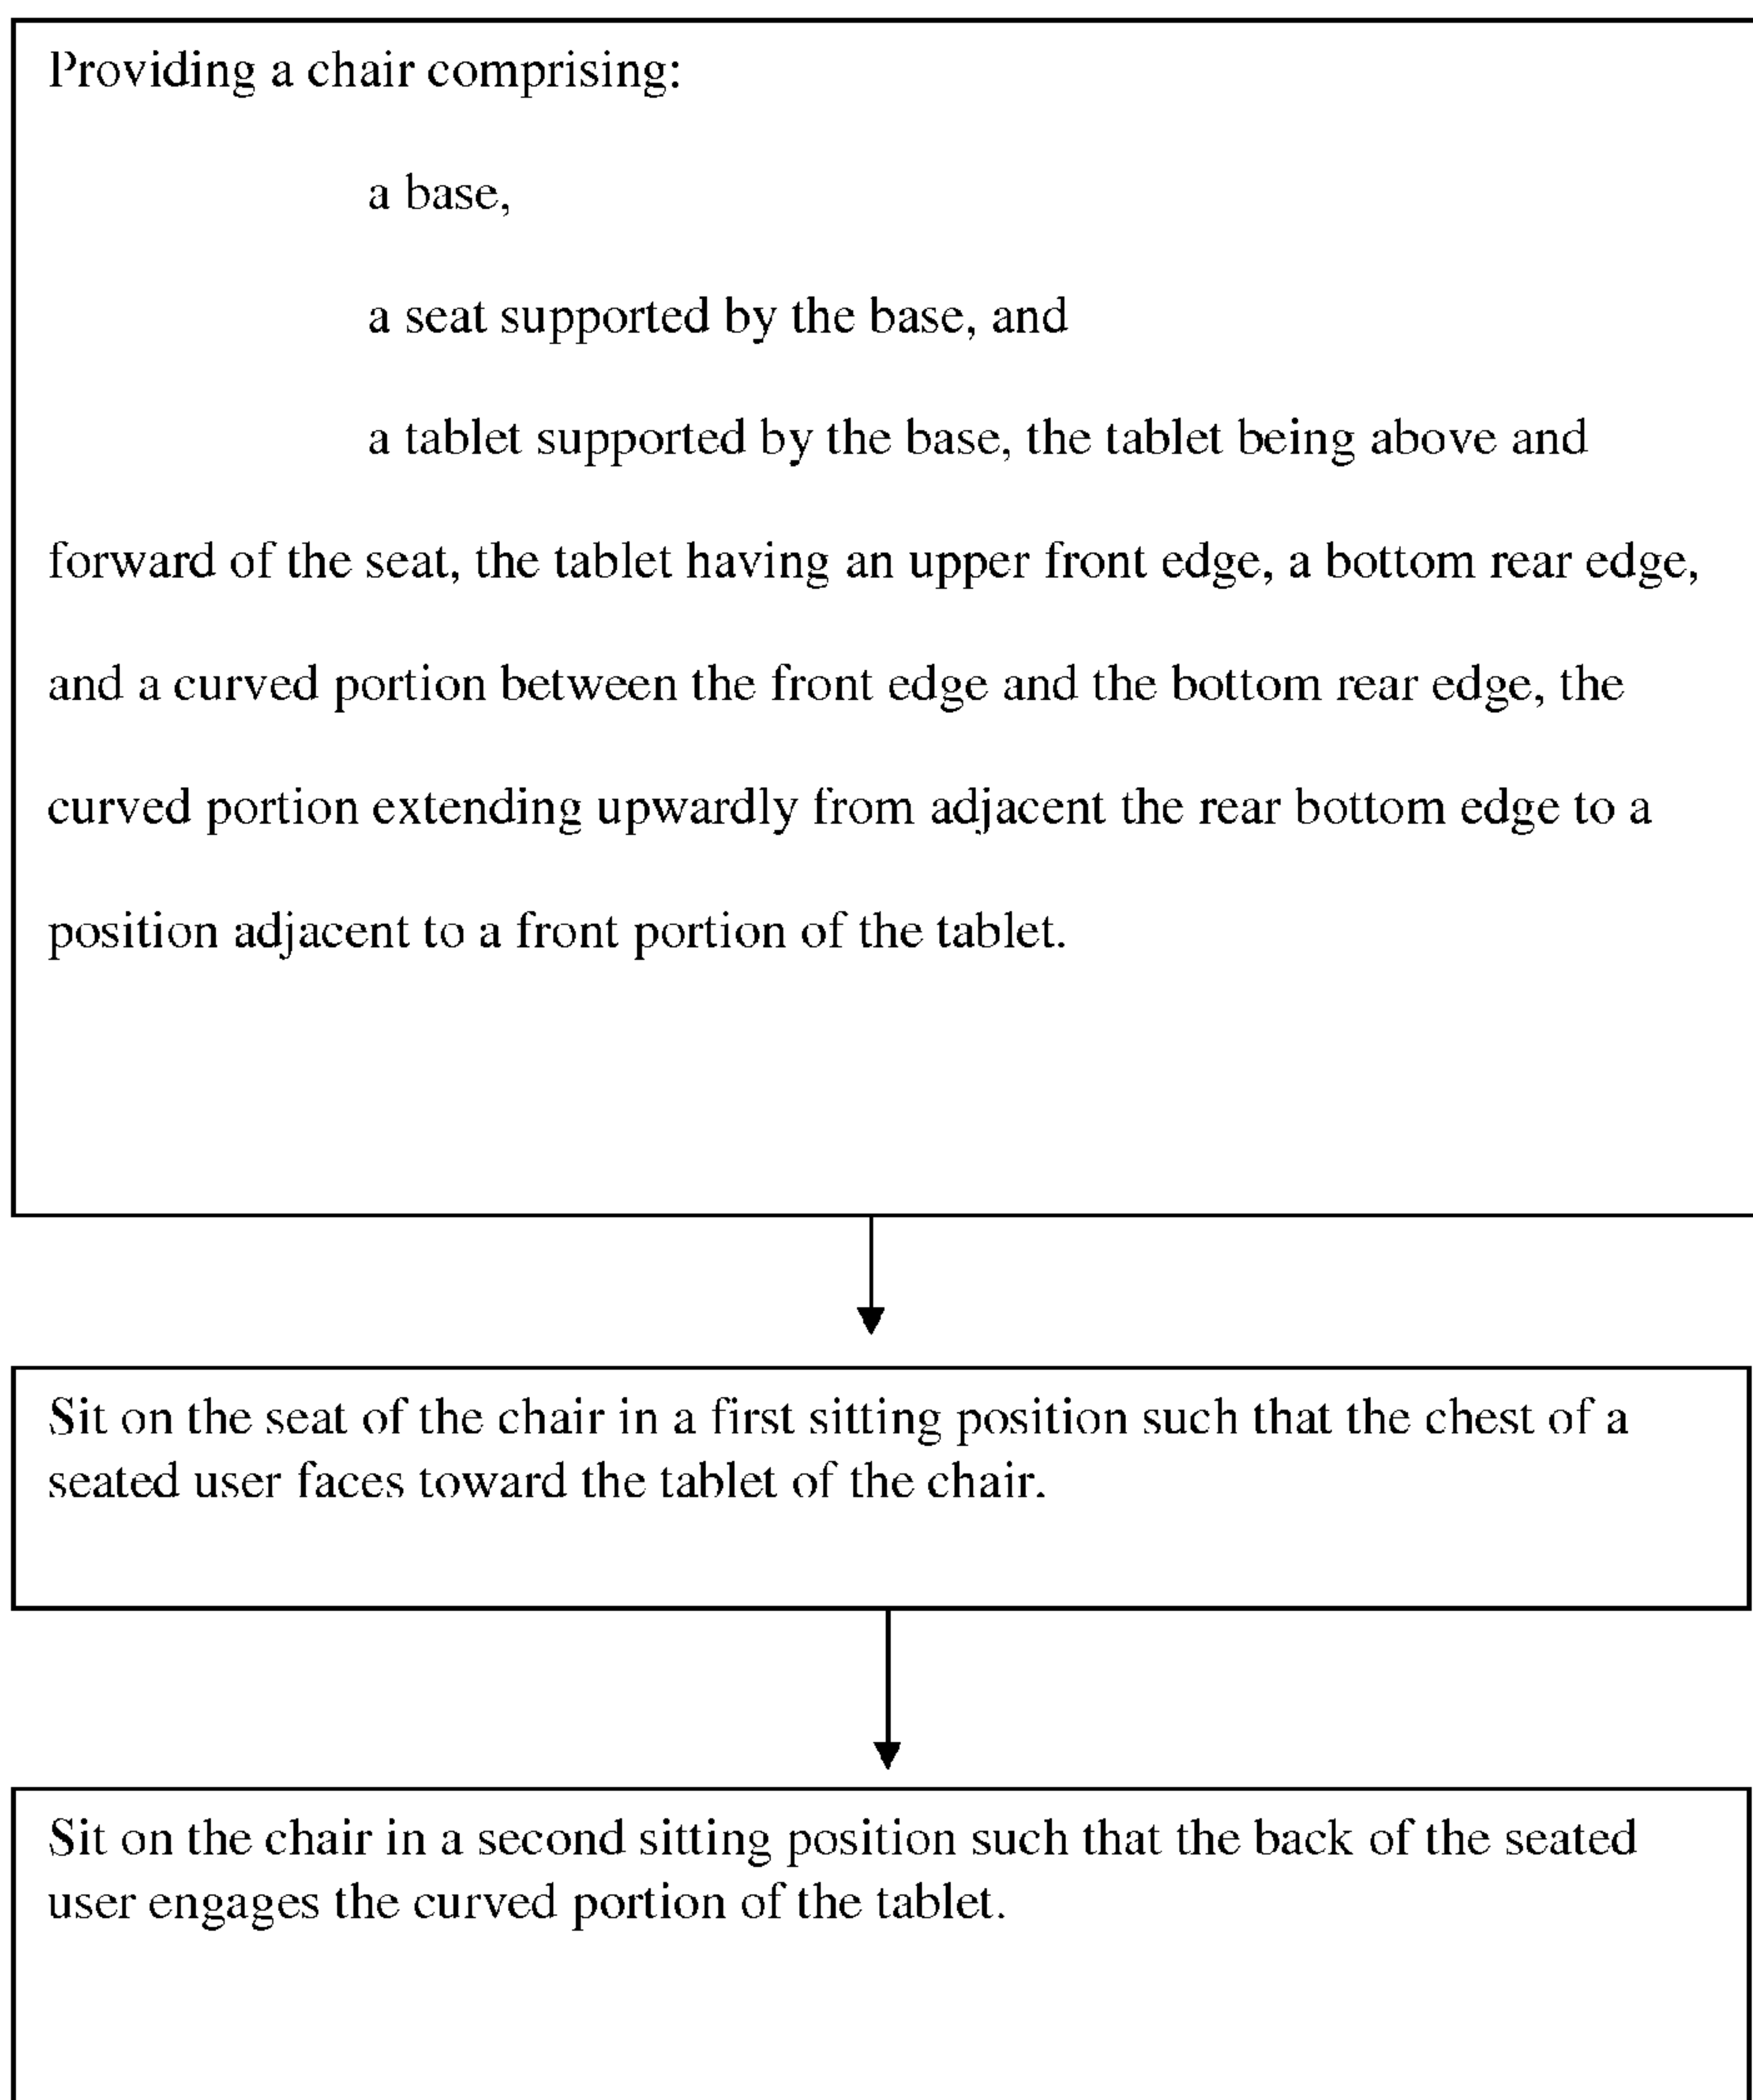 Providing a chair comprising:
a base,
a seat supported by the base, and
a tablet supported by the base, the tablet being above and
forward of the seat, the tablet having an upper front edge, a bottom rear edge,
and a curved portion between the front edge and the bottom rear edge, the
curved portion extending upwardly from adjacent the rear bottom edge to a
position adjacent to a front portion of the tablet.
Sit on the seat of the chair in a first sitting position such that the chest of a
seated user faces toward the tablet of the chair.
Sit on the chair in a second sitting position such that the back of the seated
user engages the curved portion of the tablet.